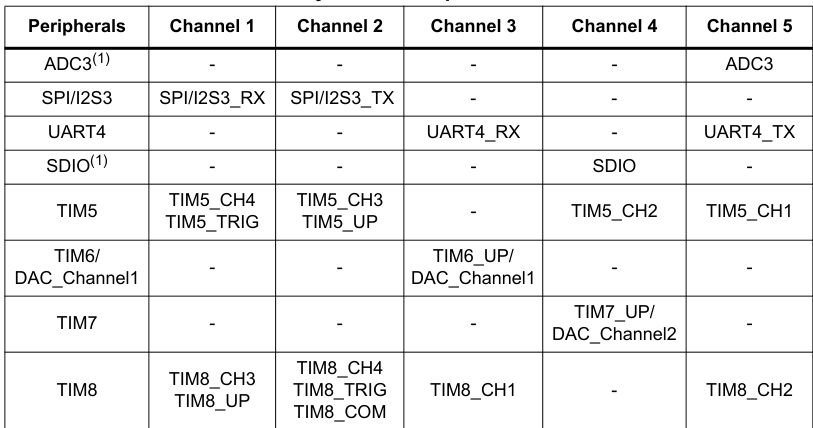 Peripherals Channel 1 Channel 2 Channel 3 Channel 4 Channel 5
ADC3(1) - - - - ADC3
SPI/I2S3 SPI/I2S3_RX SPI/I2S3_TX - - -
UART4 - - UART4_RX - UART4_TX
SDIO(1) - - - SDIO -
TIM5 TIM5_CH4 TIM5_TRIG TIM5_CH3 TIM5_UP - TIM5_CH2 TIM5_CH1
TIM6/ DAC_Channel1 - - TIM6_UP/ DAC_Channel1 - -
TIM7 - - - TIM7_UP/ DAC_Channel2 -
TIM8 TIM8_CH3 TIM8_UP TIM8_CH4 TIM8_TRIG TIM8_COM TIM8_CH1 - TIM8_CH2